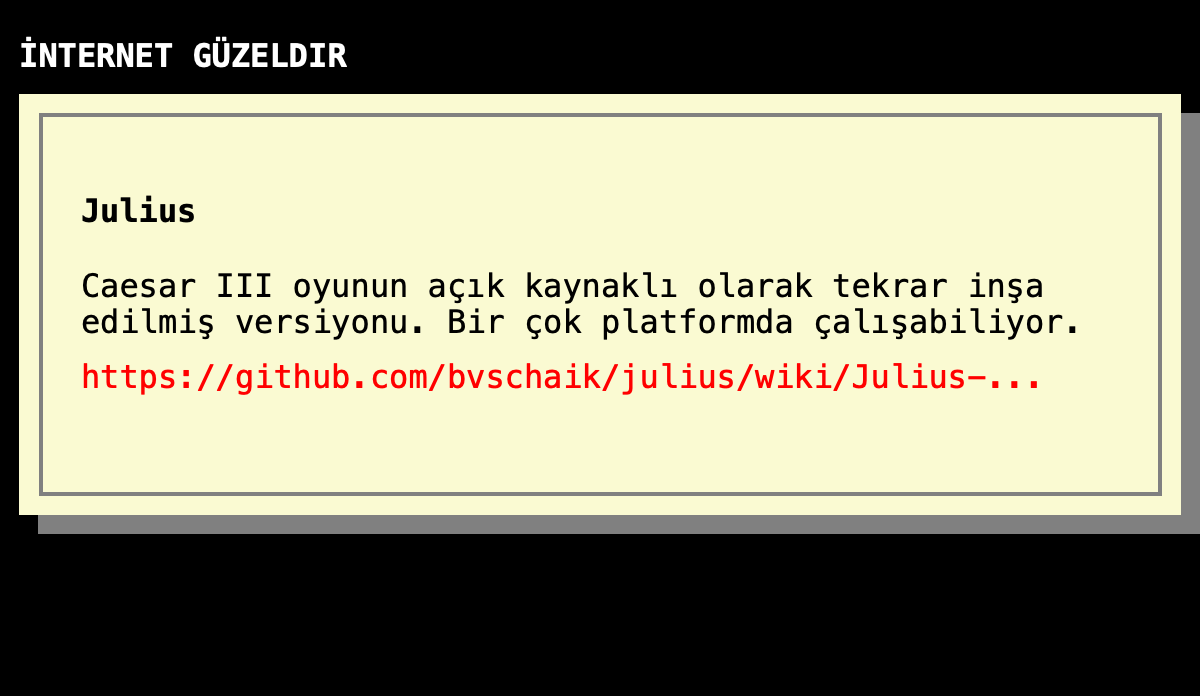 İNTERNET GÜZELDIR
Julius
Caesar III oyunun açık kaynaklı olarak tekrar inşa
edilmiş versiyonu. Bir çok platformda çalışabiliyor.
https://github.com/bvschaik/julius/wiki/Julius-...